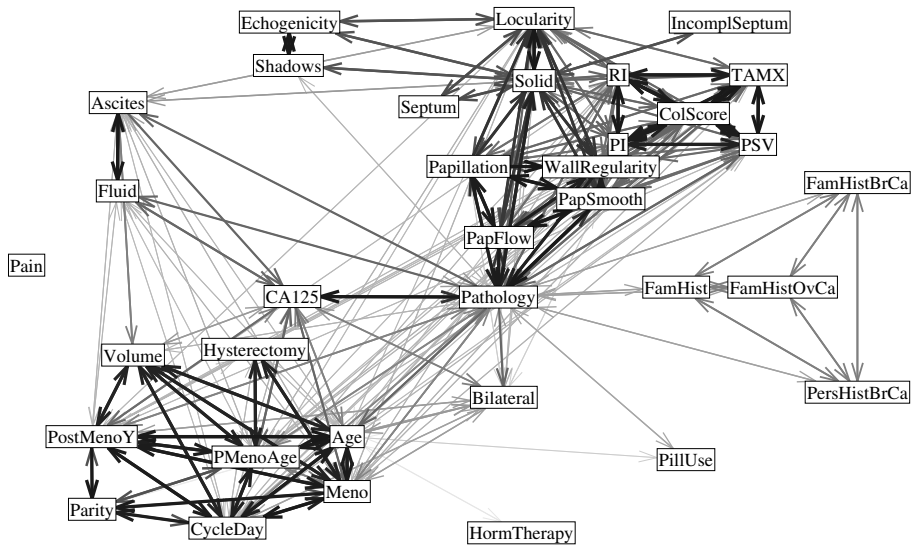 Echogenicity
Locularity
IncomplSeptum
Shadows
Solid
RI
TAMX
Ascites
Septum
ColScore
PI
PSV
Papillation
WallRegularity
Fluid
PapSmooth
FamHistBrCa
PapFlow
Pain
CA125
Pathology
FamHist
FamHistOvCa
Volume
Hysterectomy
Bilateral
PersHistBrCa
PostMenoY
Age
PMenoAge
PillUse
Meno
Parity
CycleDay
HormTherapy